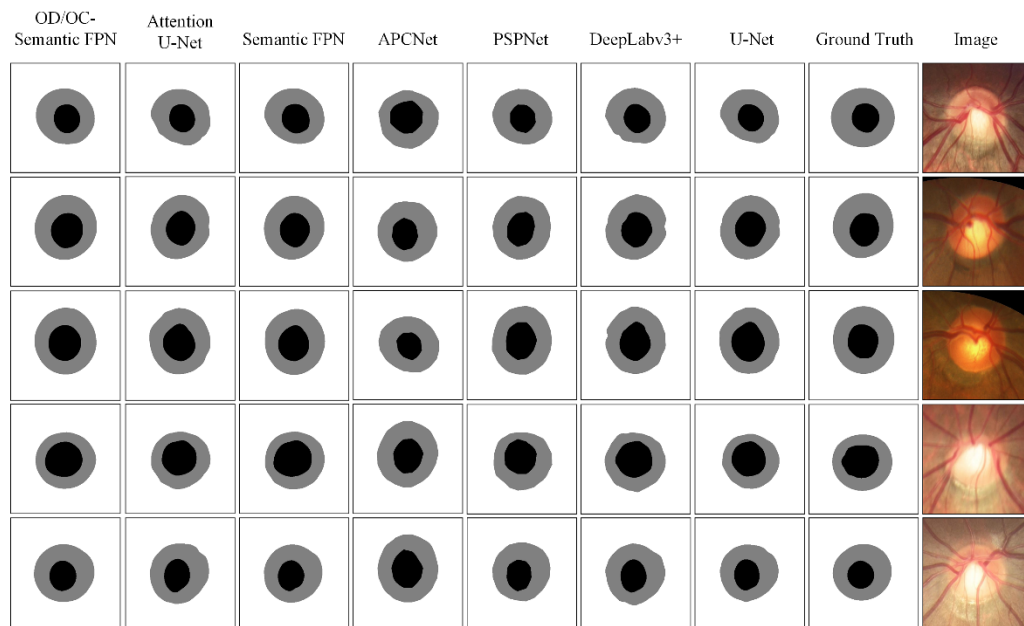 OD/OC-
Semantic FPN
Attention
U-Net
Semantic FPN
APCNet
PSPNet
DeepLabv3+
U-Net
Ground Truth
Image